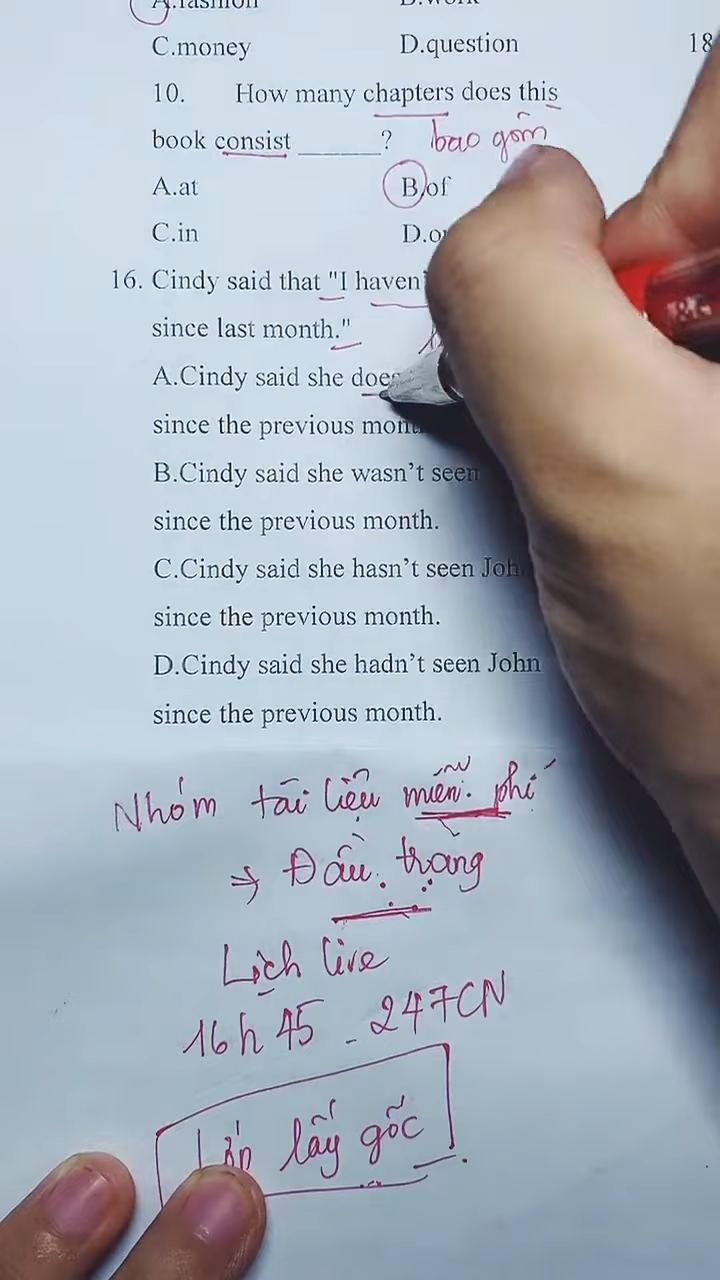 A.fashion
C.money D.question 18
10. How many chapters does this
book consist ______? bao gồm
A.at B.of
C.in
16. Cindy said that "I haven'
since last month."
A.Cindy said she does
since the previous
B.Cindy said she wasn't seen
since the previous month.
C.Cindy said she hasn't seen
since the previous month.
D.Cindy said she hadn't seen John
since the previous month.
Nhóm tài liệu miễn phí
⇒ Đầu trang
Lịch live
16h45 - 247CN
Lớp lấy gốc